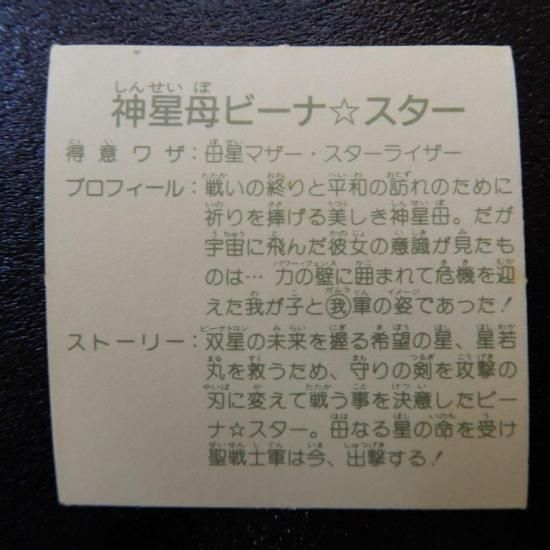 神星母ビーナ☆スター
得意ワザ：母星マザー・スターライザー
プロフィール：戦いの終りと平和の訪れのために
祈りを捧げる美しき神星母。だが
宇宙に飛んだ彼女の意識が見たも
のは…力の壁に囲まれて危機を迎
えた我が子と我軍の姿であった！
ストーリー：双星の未来を握る希望の星、星若
丸を救うため、守りの剣を攻撃の
刃に変えて戦う事を決意したビー
ナ☆スター。母なる星の命を受け
聖戦士軍は今、出撃する！